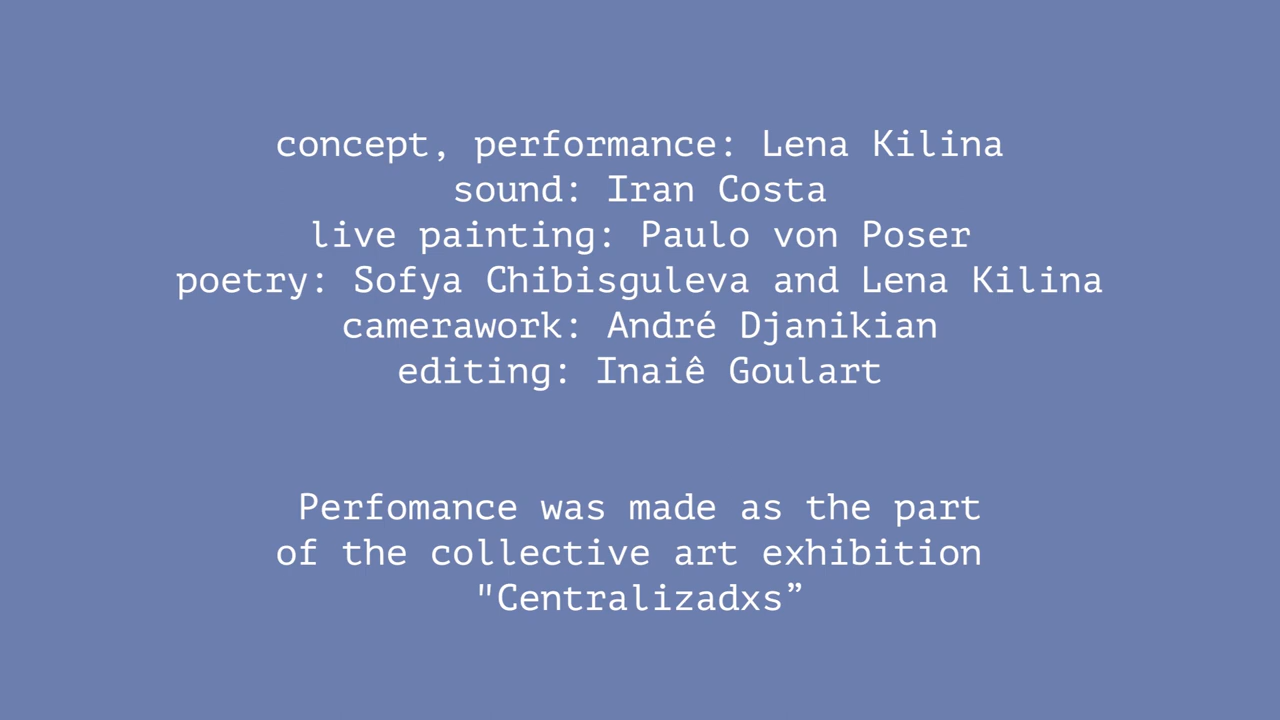 concept, performance: Lena Kilina
sound: Iran Costa
live painting: Paulo von Poser
poetry: Sofya Chibisguleva and Lena Kilina
camerawork: André Djanikian
editing: Inaiê Goulart
Perfomance was made as the part
of the collective art exhibition
"Centralizadxs”